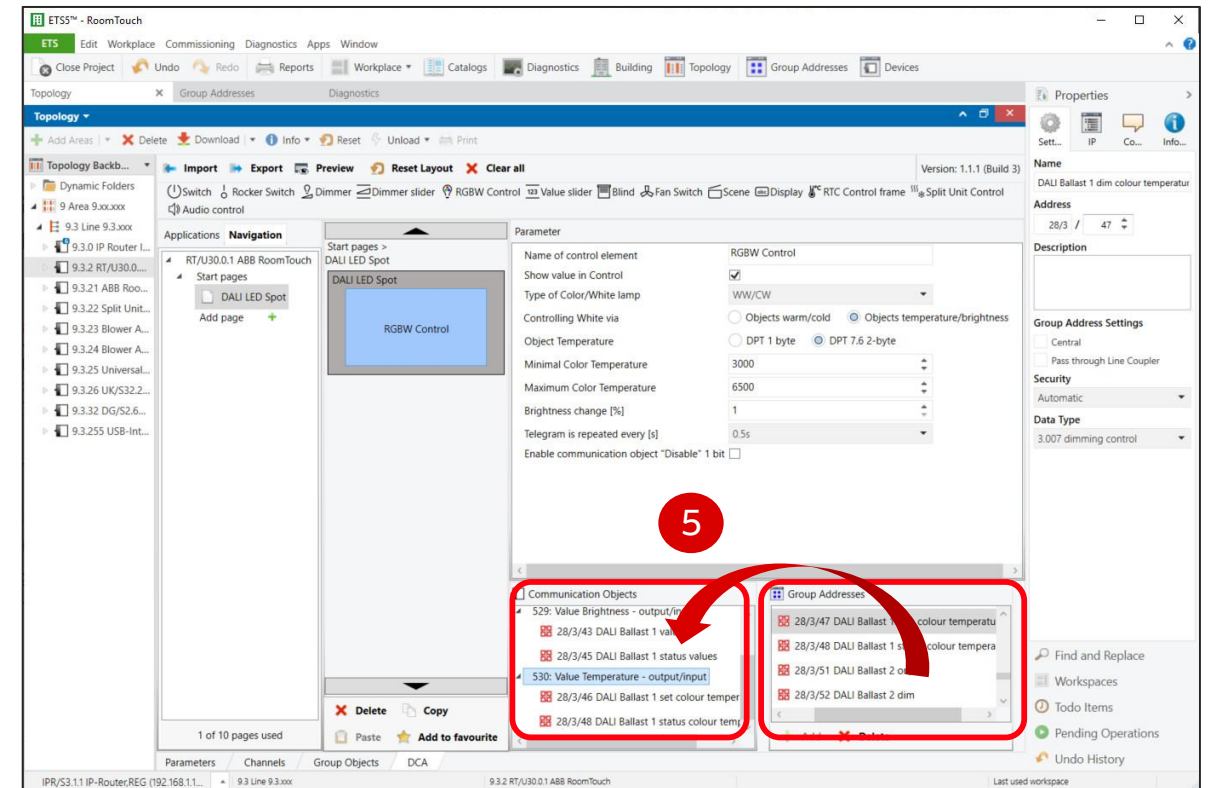 ETS5™ - RoomTouch
ETS Edit Workplace Commissioning Diagnostics Apps Window
Close Project Undo Redo Reports Workplace Catalogs Diagnostics Building Topology Group Addresses Devices
Topology Group Addresses Diagnostics
Topology
Add Areas Delete Download Info Reset Unload Print
Topology Backb...
Dynamic Folders
9 Area 9.xx.xxx
9.3 Line 9.3.xxx
9.3.0 IP Router I...
9.3.2 RT/U30.0....
9.3.21 ABB Roo...
9.3.22 Split Unit...
9.3.23 Blower A...
9.3.24 Blower A...
9.3.25 Universal...
9.3.26 UK/S32.2...
9.3.32 DG/S2.6...
9.3.255 USB-Int...
Import Export Preview Reset Layout Clear all
Version: 1.1.1 (Build 3)
Switch Rocker Switch Dimmer Dimmer slider RGBW Control 123 Value slider Blind Fan Switch Scene abc Display °C RTC Control frame Split Unit Control
Audio control
Applications Navigation
RT/U30.0.1 ABB RoomTouch
Start pages
DALI LED Spot
Add page
1 of 10 pages used
Start pages >
DALI LED Spot
DALI LED Spot
RGBW Control
Delete Copy
Paste Add to favourite
Parameter
Name of control element RGBW Control
Show value in Control
Type of Color/White lamp WW/CW
Controlling White via Objects warm/cold Objects temperature/brightness
Object Temperature DPT 1 byte DPT 7.6 2-byte
Minimal Color Temperature 3000
Maximum Color Temperature 6500
Brightness change [%] 1
Telegram is repeated every [s] 0.5s
Enable communication object "Disable" 1 bit
5
Communication Objects
529: Value Brightness - output/in
28/3/43 DALI Ballast 1
28/3/45 DALI Ballast 1 status values
530: Value Temperature - output/input
28/3/46 DALI Ballast 1 set colour temper
28/3/48 DALI Ballast 1 status colour temp
Group Addresses
28/3/47 DALI Ballast 1 colour temperatu
28/3/48 DALI Ballast 1 colour tempera
28/3/51 DALI Ballast 2
28/3/52 DALI Ballast 2 dim
Delete
Parameters Channels Group Objects DCA
Properties
Sett... IP Co... Info...
Name
DALI Ballast 1 dim colour temperatur
Address
28/3 / 47
Description
Group Address Settings
Central
Pass through Line Coupler
Security
Automatic
Data Type
3.007 dimming control
Find and Replace
Workspaces
Todo Items
Pending Operations
Undo History
IPR/S3.1.1 IP-Router,REG (192.168.1.1... 9.3 Line 9.3.xxx 9.3.2 RT/U30.0.1 ABB RoomTouch Last used workspace